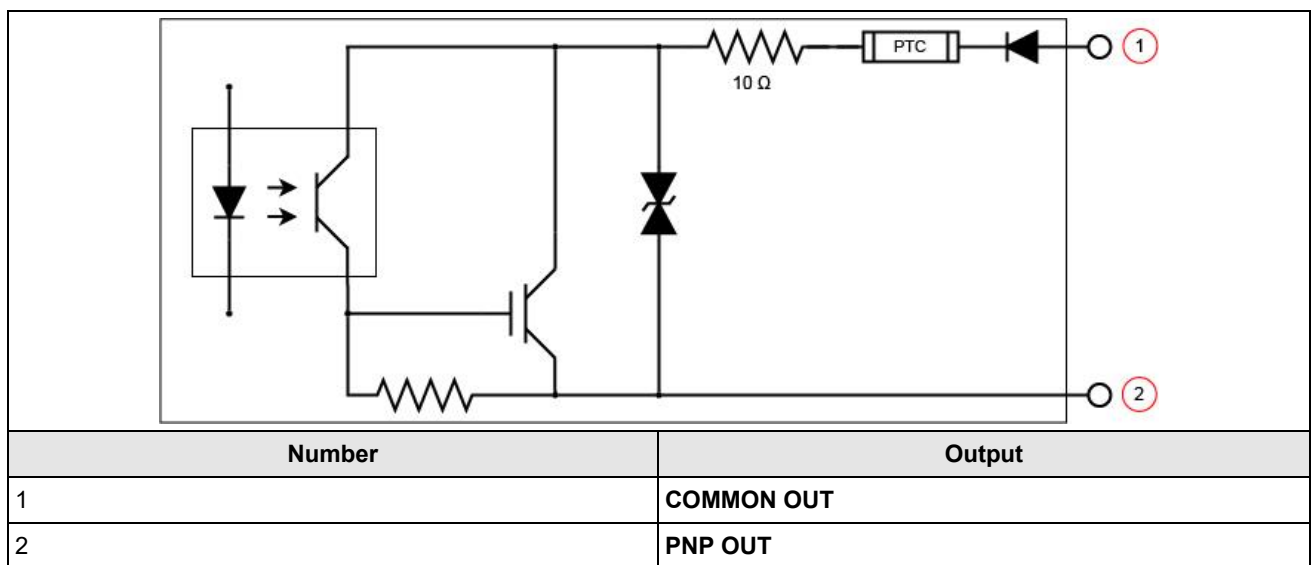 PTC
1
10 Ω
2
Number Output
1 COMMON OUT
2 PNP OUT